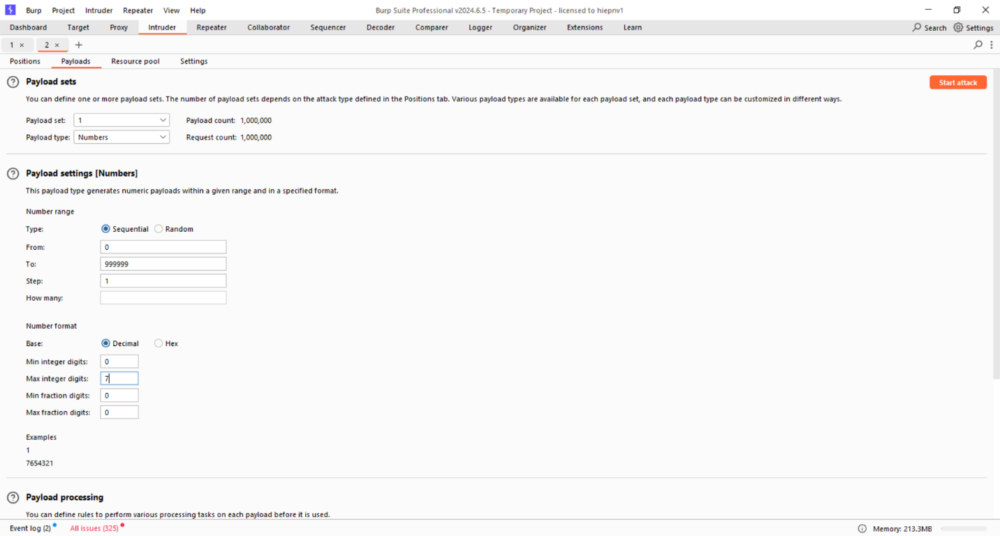 Burp Project Intruder Repeater View Help Burp Suite Professional v2024.6.5 - Temporary Project - licensed to hiepnv1
Dashboard Target Proxy Intruder Repeater Collaborator Sequencer Decoder Comparer Logger Organizer Extensions Learn Search Settings
1 × 2 × +
Positions Payloads Resource pool Settings
? Payload sets Start attack
You can define one or more payload sets. The number of payload sets depends on the attack type defined in the Positions tab. Various payload types are available for each payload set, and each payload type can be customized in different ways.
Payload set: 1 Payload count: 1,000,000
Payload type: Numbers Request count: 1,000,000
? Payload settings [Numbers]
This payload type generates numeric payloads within a given range and in a specified format.
Number range
Type: Sequential Random
From: 0
To: 999999
Step: 1
How many:
Number format
Base: Decimal Hex
Min integer digits: 0
Max integer digits: 7
Min fraction digits: 0
Max fraction digits: 0
Examples
1
7654321
? Payload processing
You can define rules to perform various processing tasks on each payload before it is used.
Event log (2) All issues (325) Memory: 213.3MB